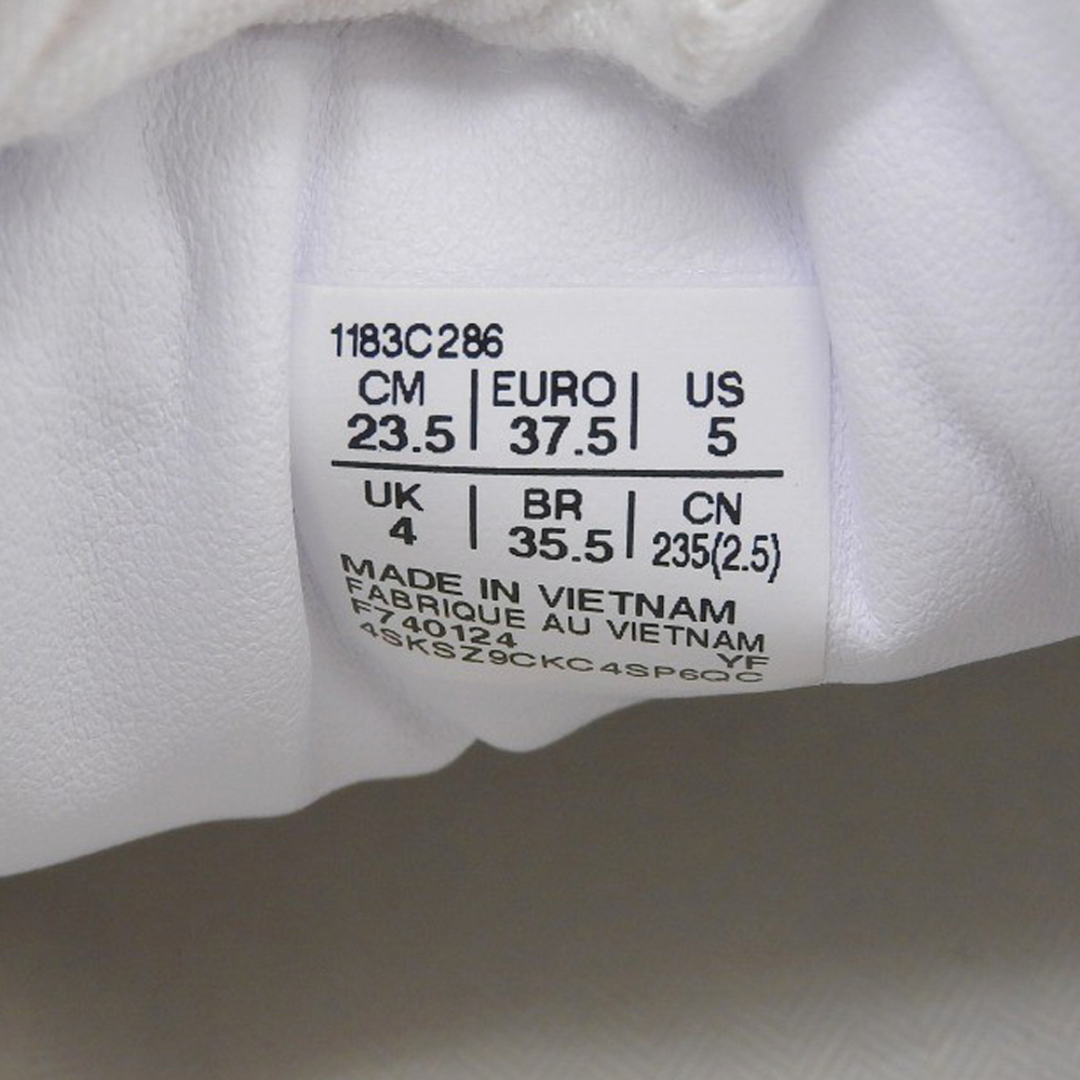 1183C286
CM | EURO | US
23.5 | 37.5 | 5
UK | BR | CN
4 | 35.5 | 235(2.5)
MADE IN VIETNAM
FABRIQUE AU VIETNAM
F740124 YF
4SKSZ9CKC4SP6QC